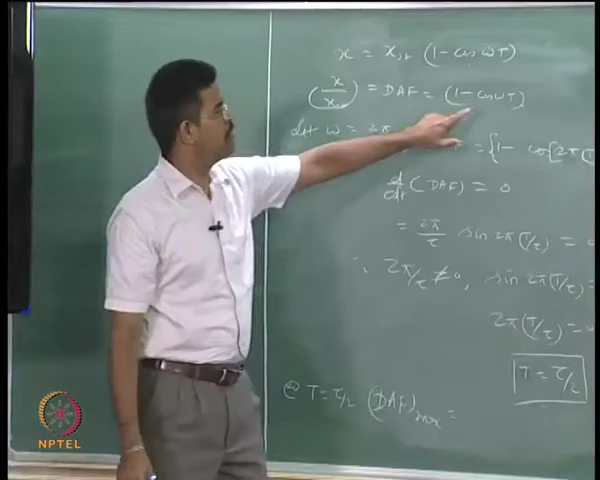 x = x_st (1 - cos ωT)
(x/x_st) = DAF = (1 - cos ωT)
Let ω = 2π
= {1 - cos[2π(T/
d/dt (DAF) = 0
= 2π/τ sin 2π(T/τ) =
∴ 2π/τ ≠ 0, sin 2π(T/τ) =
2π(T/τ) =
T = τ/2
@ T = τ/2 (DAF)max =
NPTEL